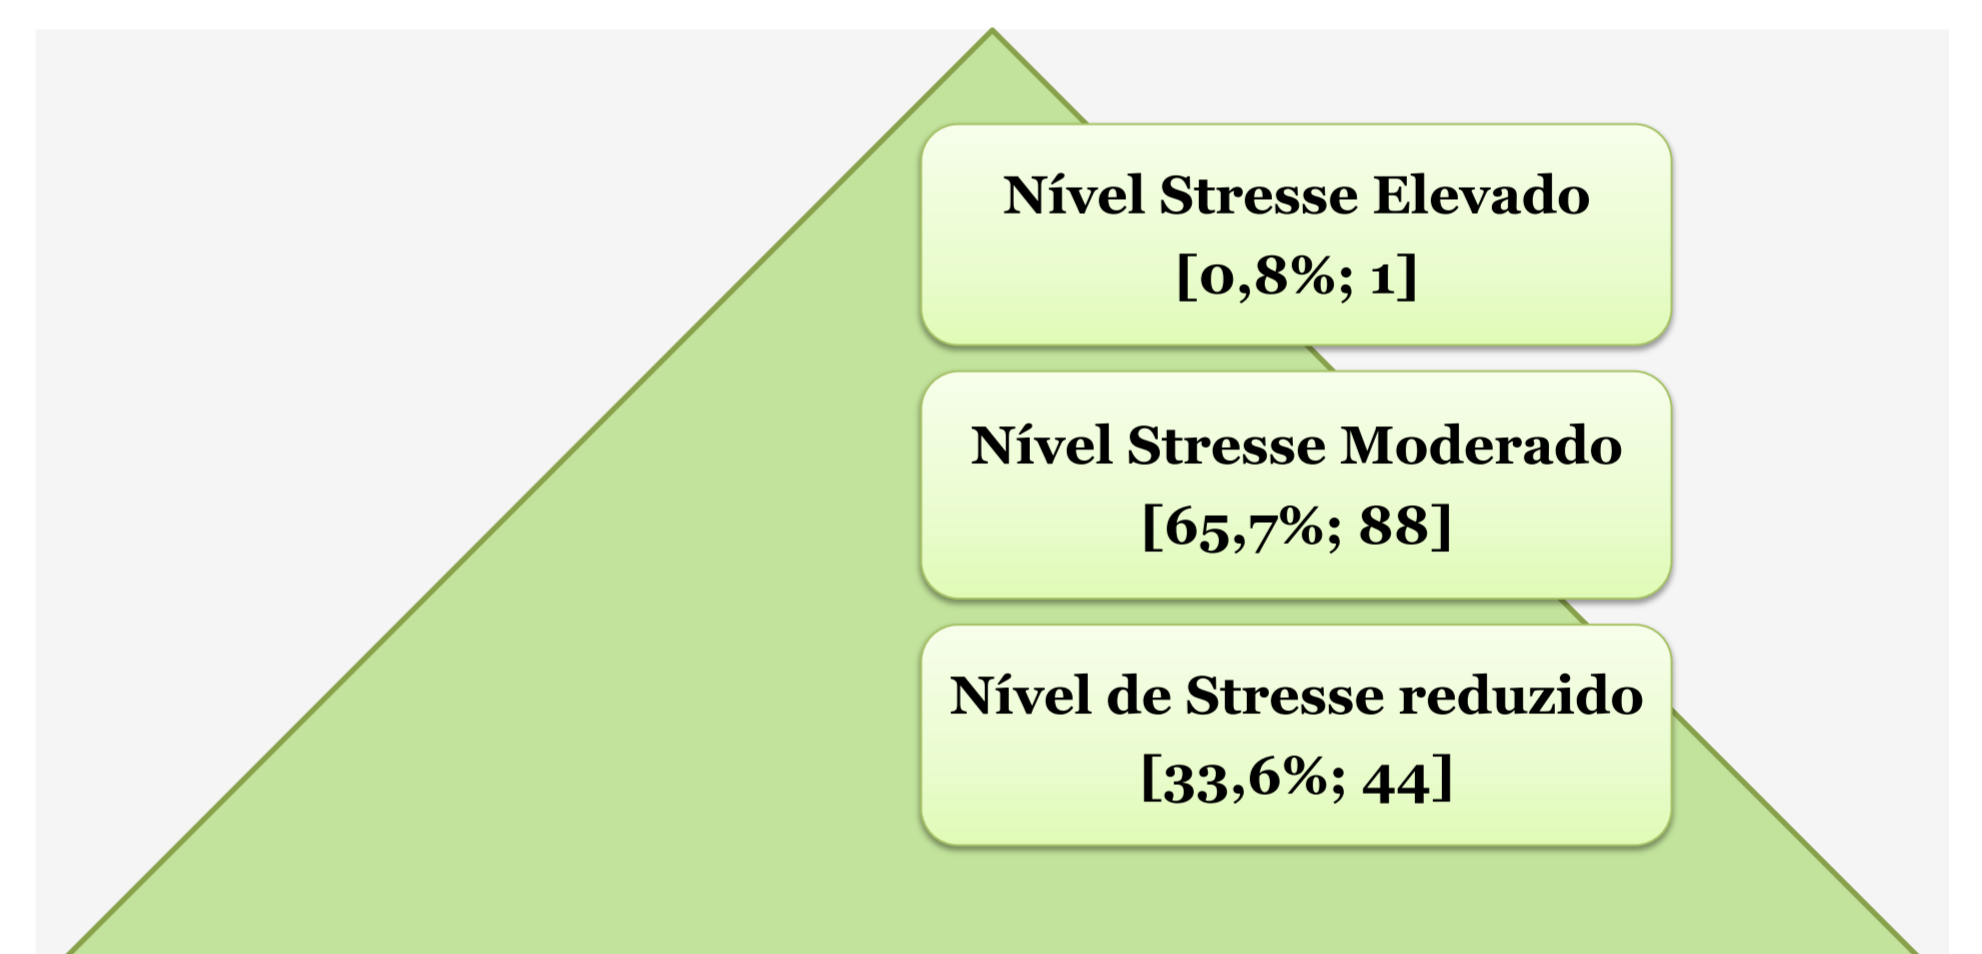 Nível Stresse Elevado
[0,8%; 1]
Nível Stresse Moderado
[65,7%; 88]
Nível de Stresse reduzido
[33,6%; 44]